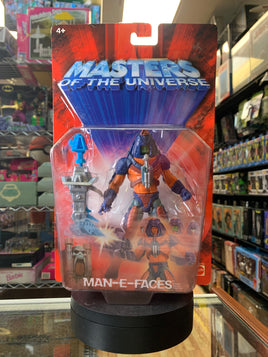 4+
MASTERS
OF THE UNIVERSE
MAN-E-FACES